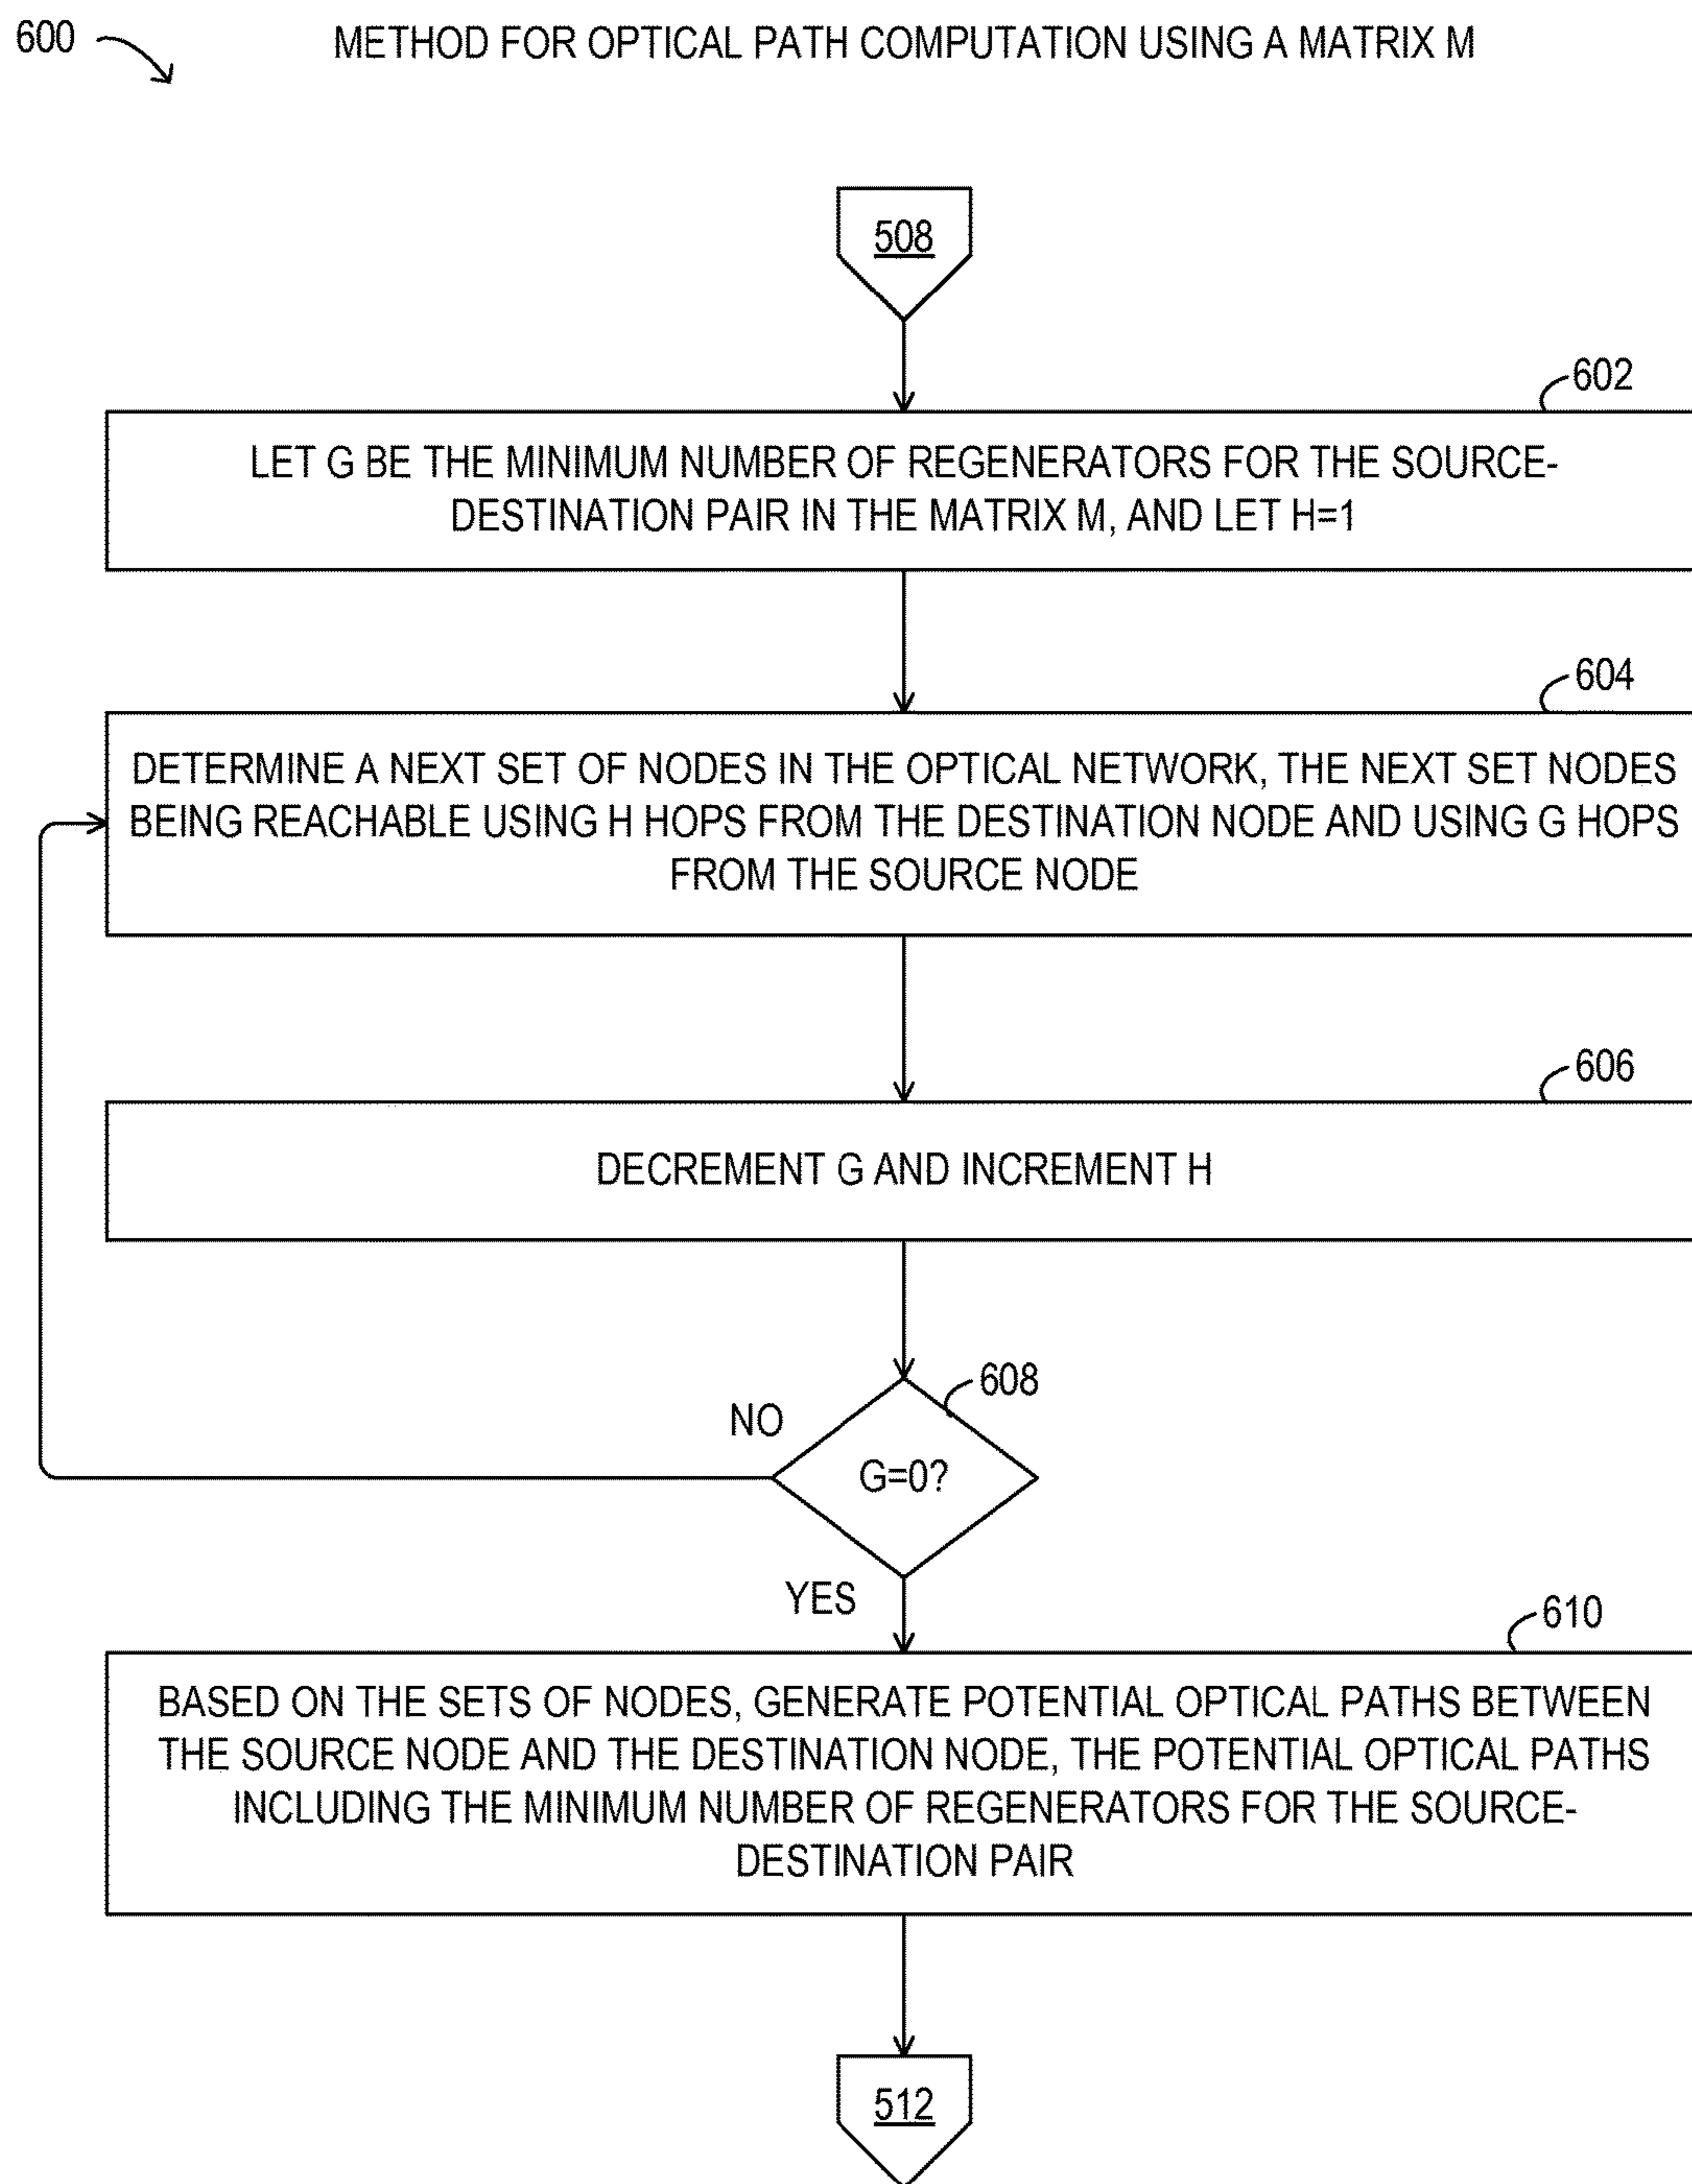 600
METHOD FOR OPTICAL PATH COMPUTATION USING A MATRIX M
508
602
LET G BE THE MINIMUM NUMBER OF REGENERATORS FOR THE SOURCE-
DESTINATION PAIR IN THE MATRIX M, AND LET H=1
604
DETERMINE A NEXT SET OF NODES IN THE OPTICAL NETWORK, THE NEXT SET NODES
BEING REACHABLE USING H HOPS FROM THE DESTINATION NODE AND USING G HOPS
FROM THE SOURCE NODE
606
DECREMENT G AND INCREMENT H
608
NO
G=0?
YES
610
BASED ON THE SETS OF NODES, GENERATE POTENTIAL OPTICAL PATHS BETWEEN
THE SOURCE NODE AND THE DESTINATION NODE, THE POTENTIAL OPTICAL PATHS
INCLUDING THE MINIMUM NUMBER OF REGENERATORS FOR THE SOURCE-
DESTINATION PAIR
512